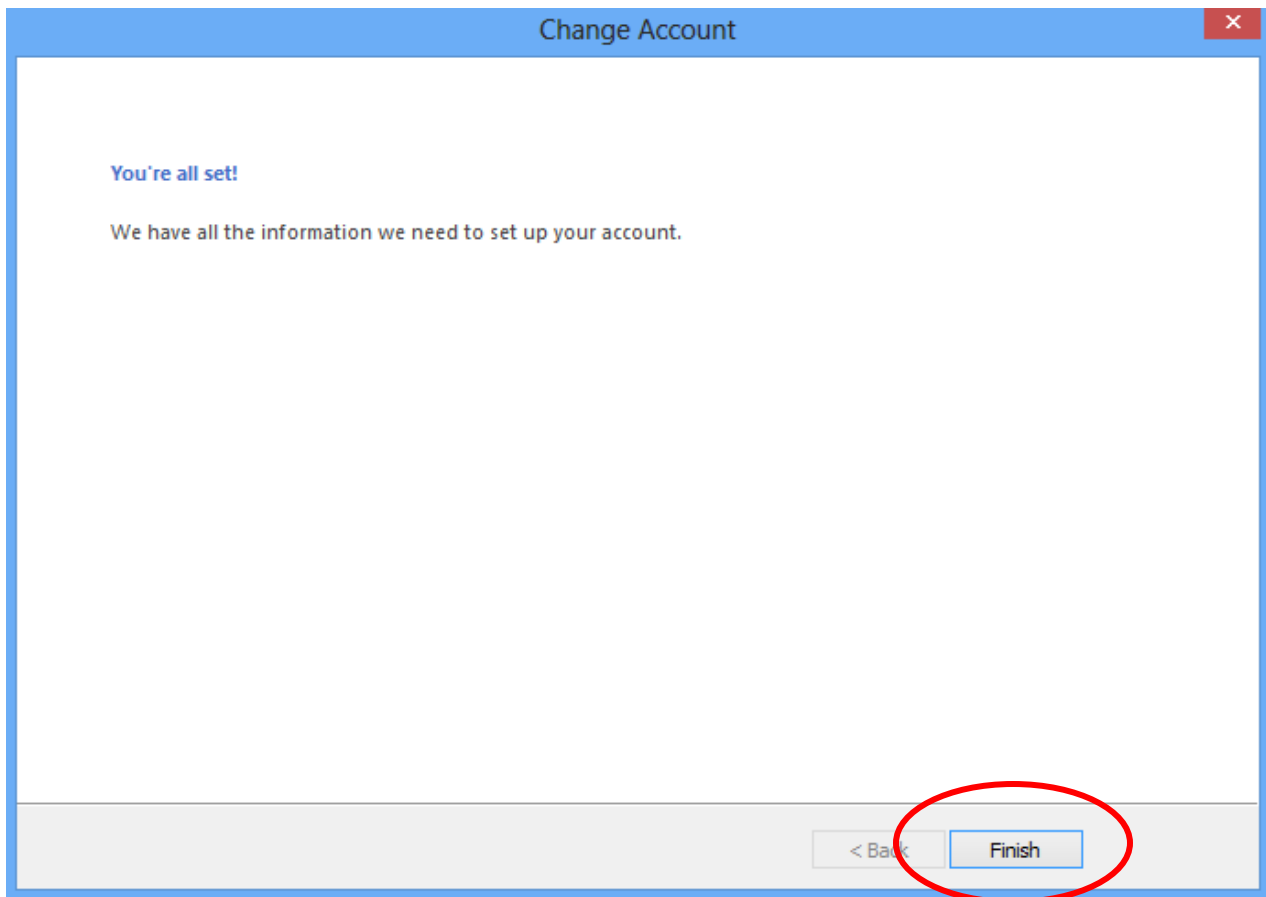 Change Account
You're all set!
We have all the information we need to set up your account.
< Back
Finish